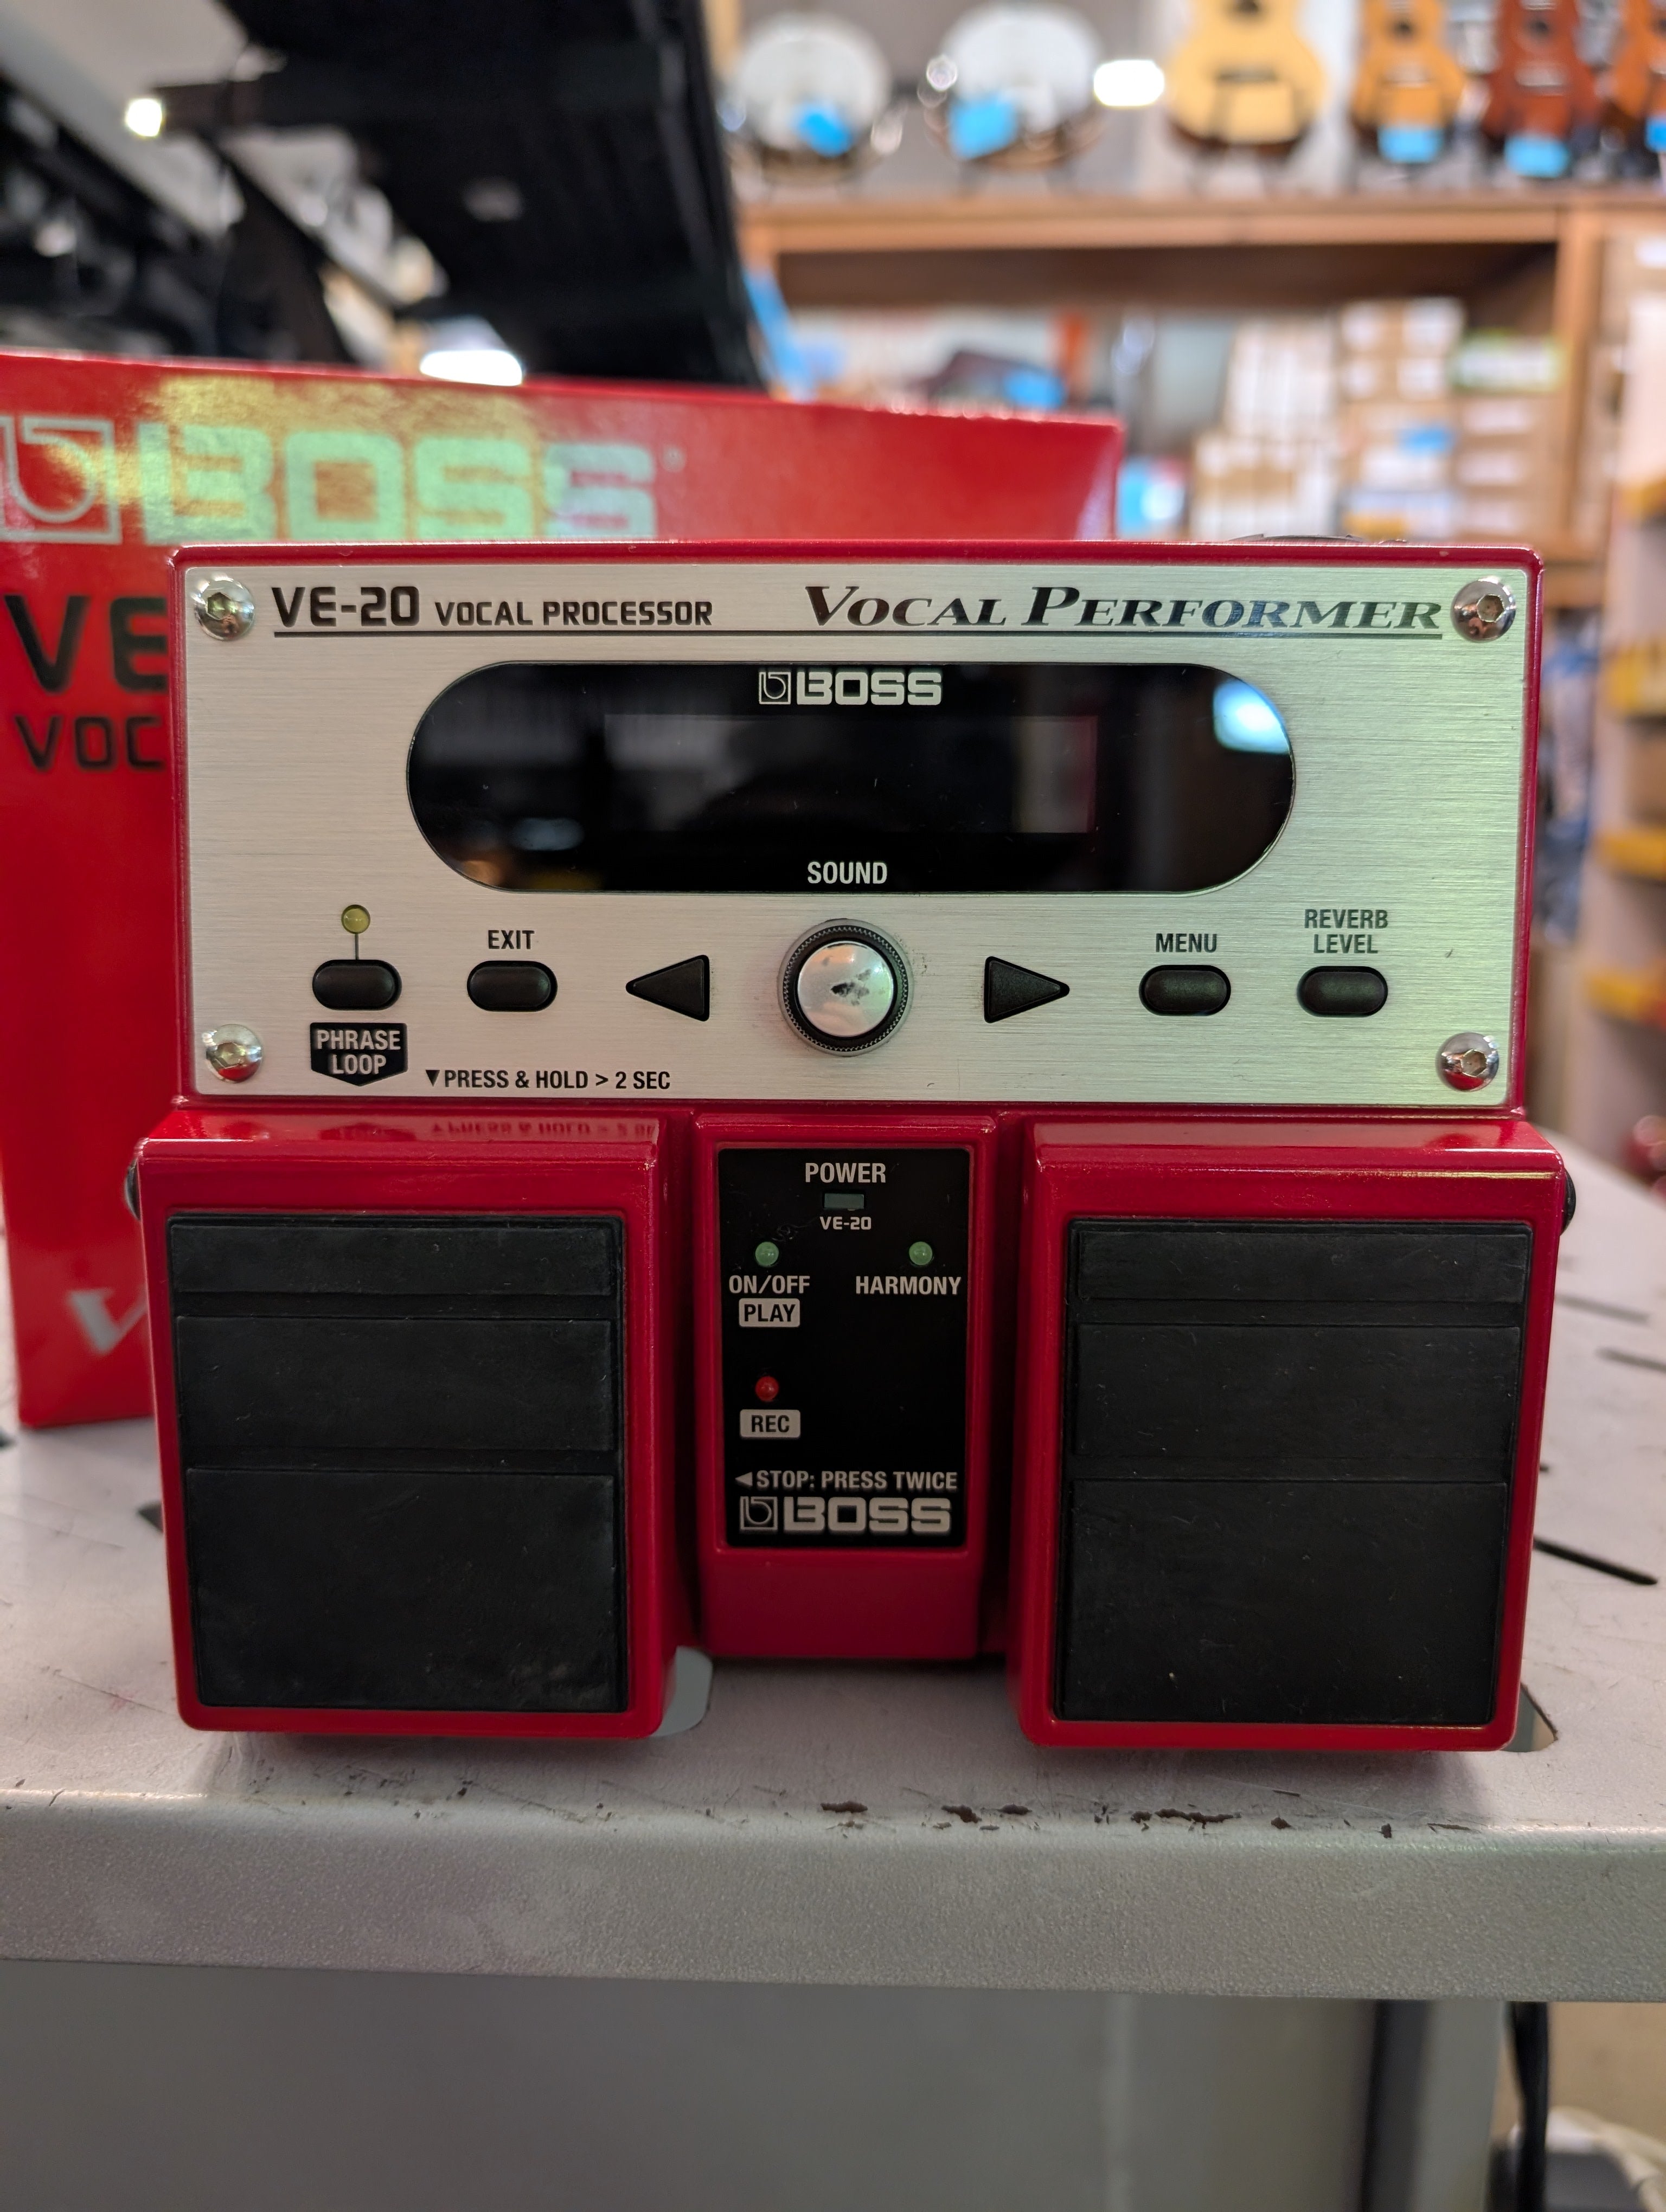 BOSS
VE
VOC
V
VE-20 VOCAL PROCESSOR
VOCAL PERFORMER
BOSS
SOUND
EXIT
MENU
REVERB
LEVEL
PHRASE
LOOP
▼PRESS & HOLD > 2 SEC
POWER
VE-20
ON/OFF
HARMONY
PLAY
REC
◀STOP: PRESS TWICE
BOSS